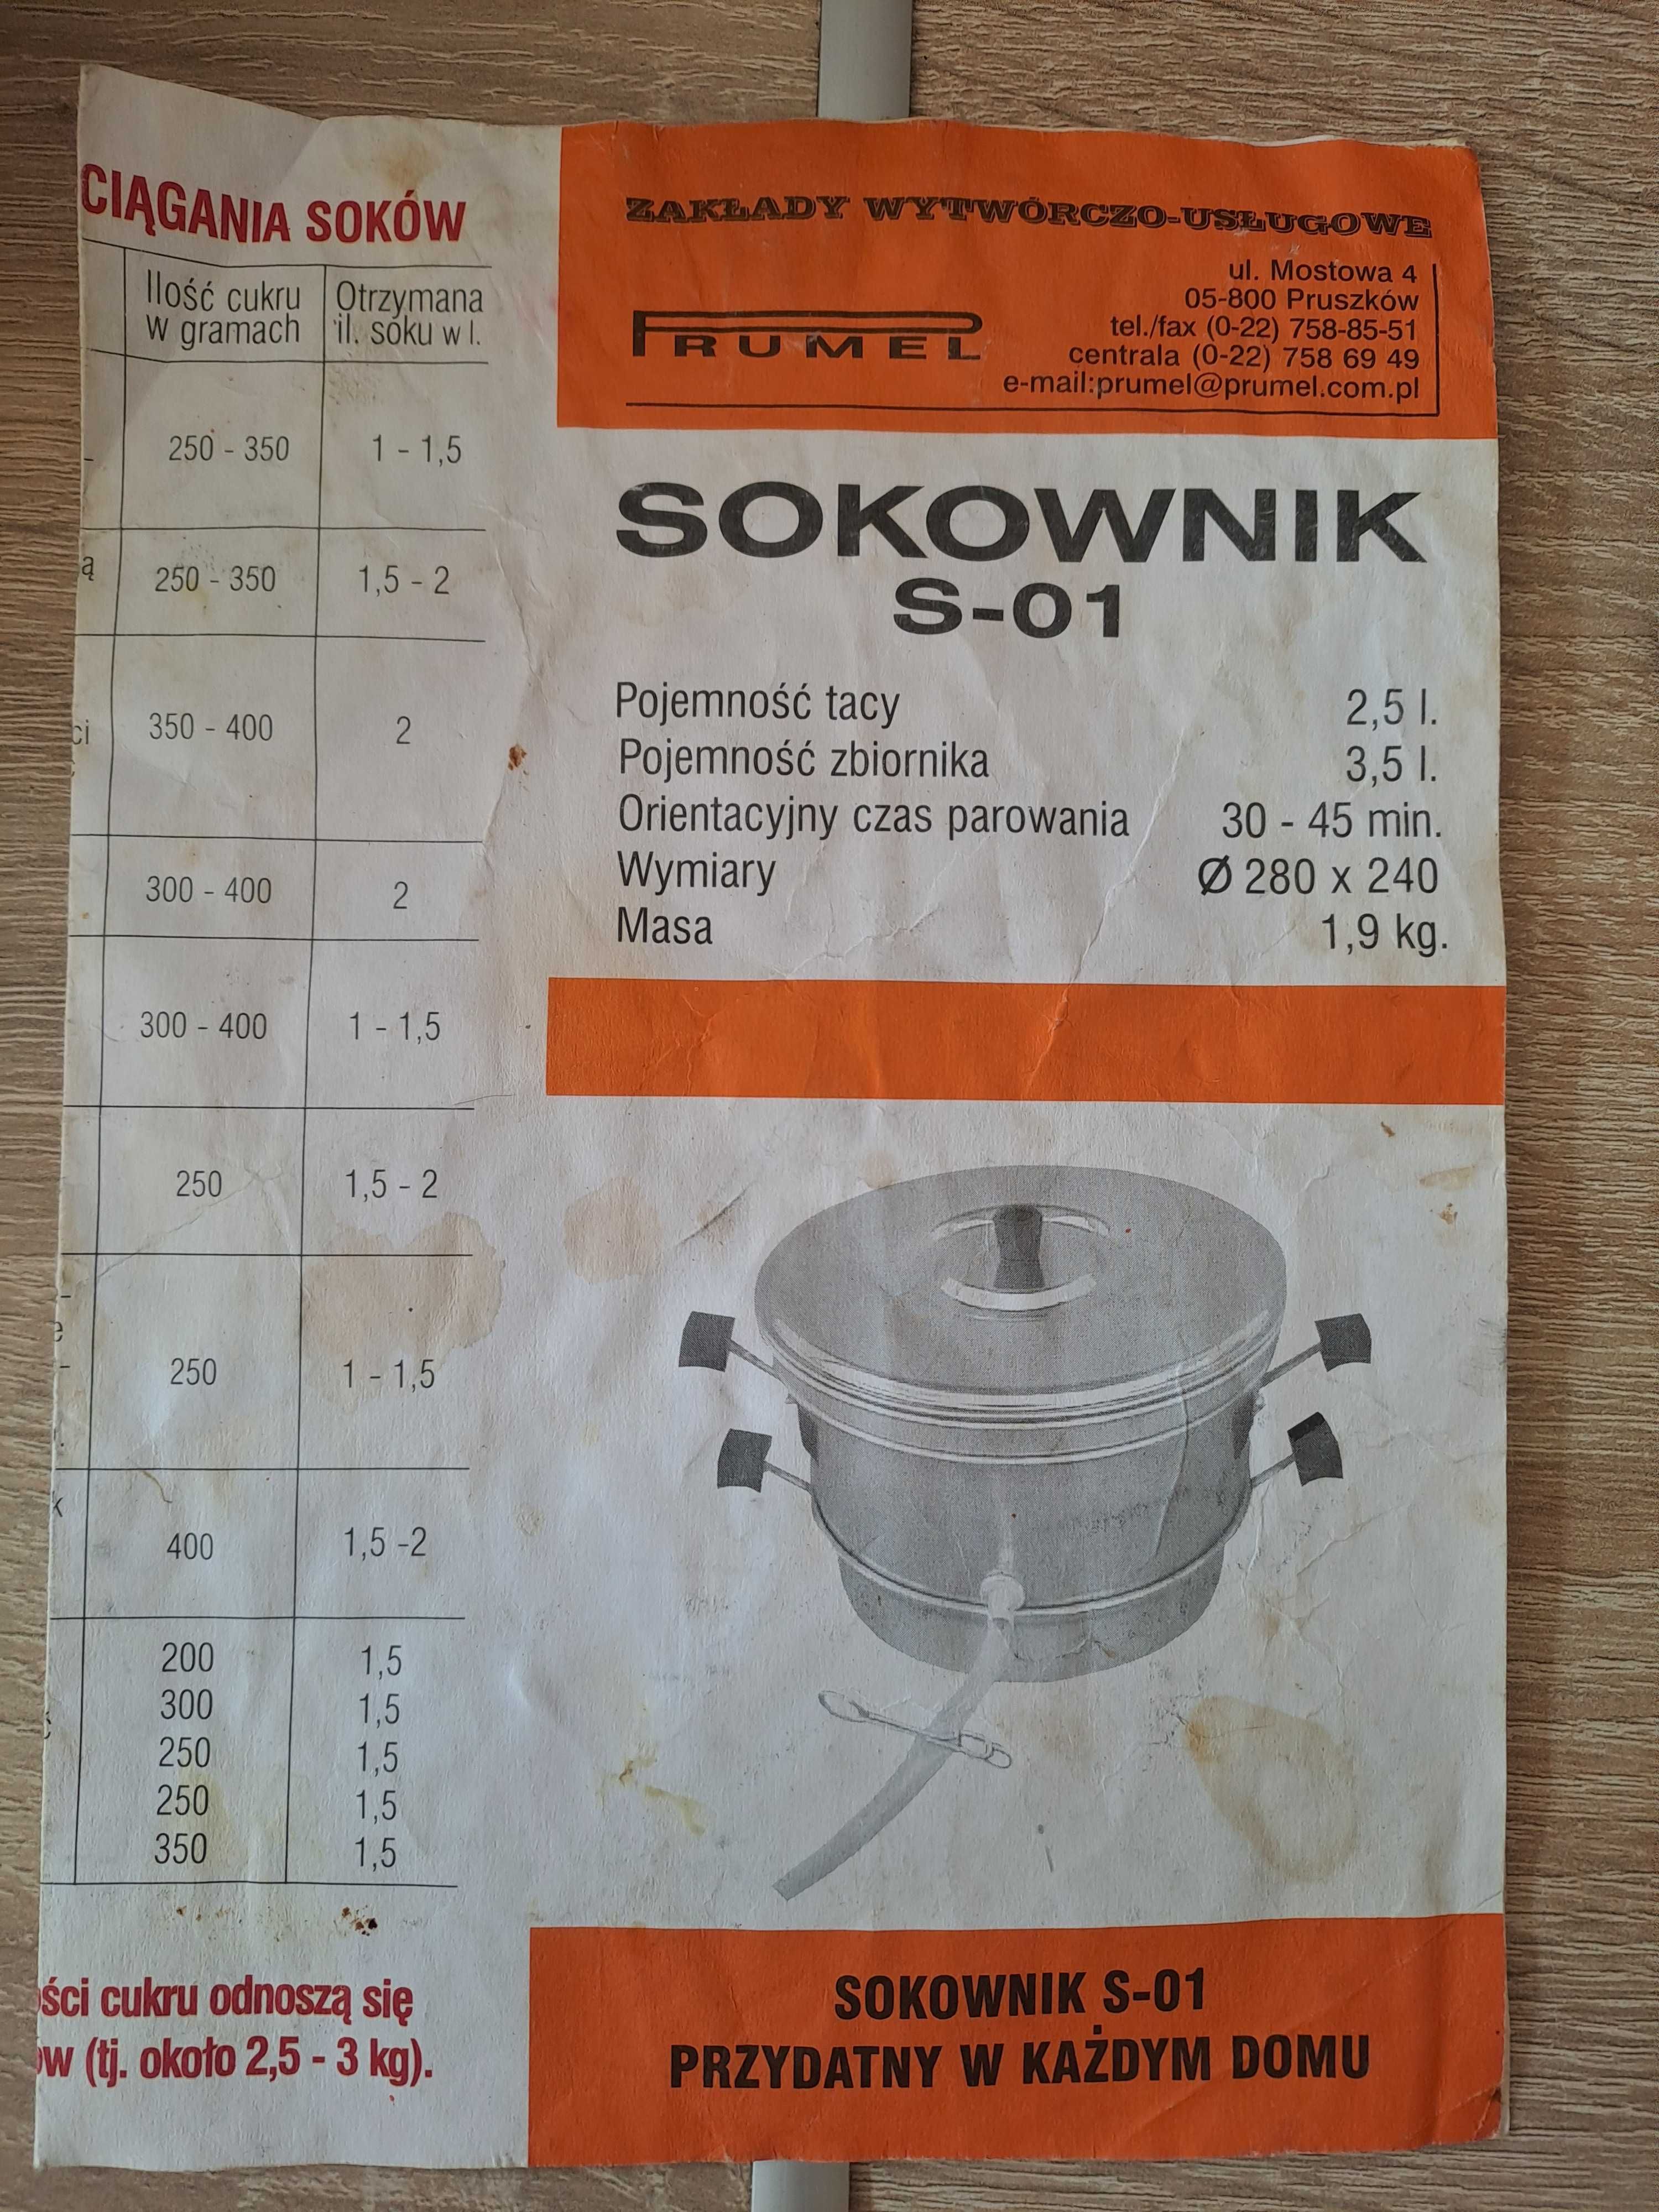 CIĄGANIA SOKÓW
Ilość cukru w gramach
Otrzymana il. soku w l.
250 - 350 1 - 1,5
ą 250 - 350 1,5 - 2
ci 350 - 400 2
300 - 400 2
300 - 400 1 - 1,5
250 1,5 - 2
250 1 - 1,5
k 400 1,5 -2
200 1,5
300 1,5
250 1,5
250 1,5
350 1,5
ści cukru odnoszą się
ów (tj. około 2,5 - 3 kg).
ZAKŁADY WYTWÓRCZO-USŁUGOWE
PRUMEL
ul. Mostowa 4
05-800 Pruszków
tel./fax (0-22) 758-85-51
centrala (0-22) 758 69 49
e-mail:prumel@prumel.com.pl
SOKOWNIK
S-01
Pojemność tacy 2,5 l.
Pojemność zbiornika 3,5 l.
Orientacyjny czas parowania 30 - 45 min.
Wymiary Ø 280 x 240
Masa 1,9 kg.
SOKOWNIK S-01
PRZYDATNY W KAŻDYM DOMU